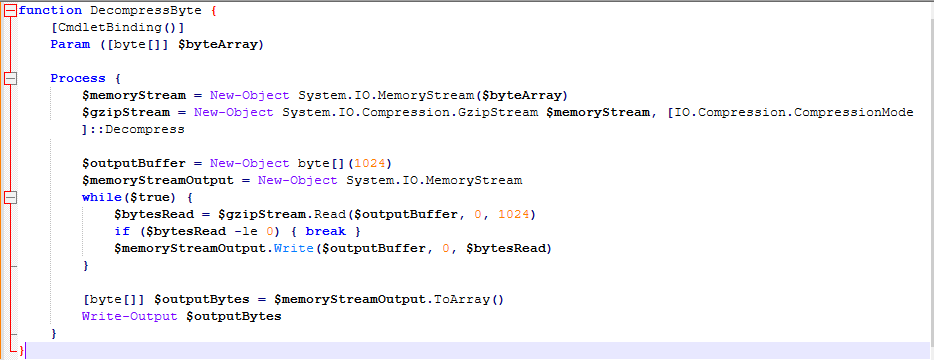 function DecompressByte {
    [CmdletBinding()]
    Param ([byte[]] $byteArray)

    Process {
        $memoryStream = New-Object System.IO.MemoryStream($byteArray)
        $gzipStream = New-Object System.IO.Compression.GzipStream $memoryStream, [IO.Compression.CompressionMode
        ]::Decompress

        $outputBuffer = New-Object byte[](1024)
        $memoryStreamOutput = New-Object System.IO.MemoryStream
        while($true) {
            $bytesRead = $gzipStream.Read($outputBuffer, 0, 1024)
            if ($bytesRead -le 0) { break }
            $memoryStreamOutput.Write($outputBuffer, 0, $bytesRead)
        }

        [byte[]] $outputBytes = $memoryStreamOutput.ToArray()
        Write-Output $outputBytes
    }
}